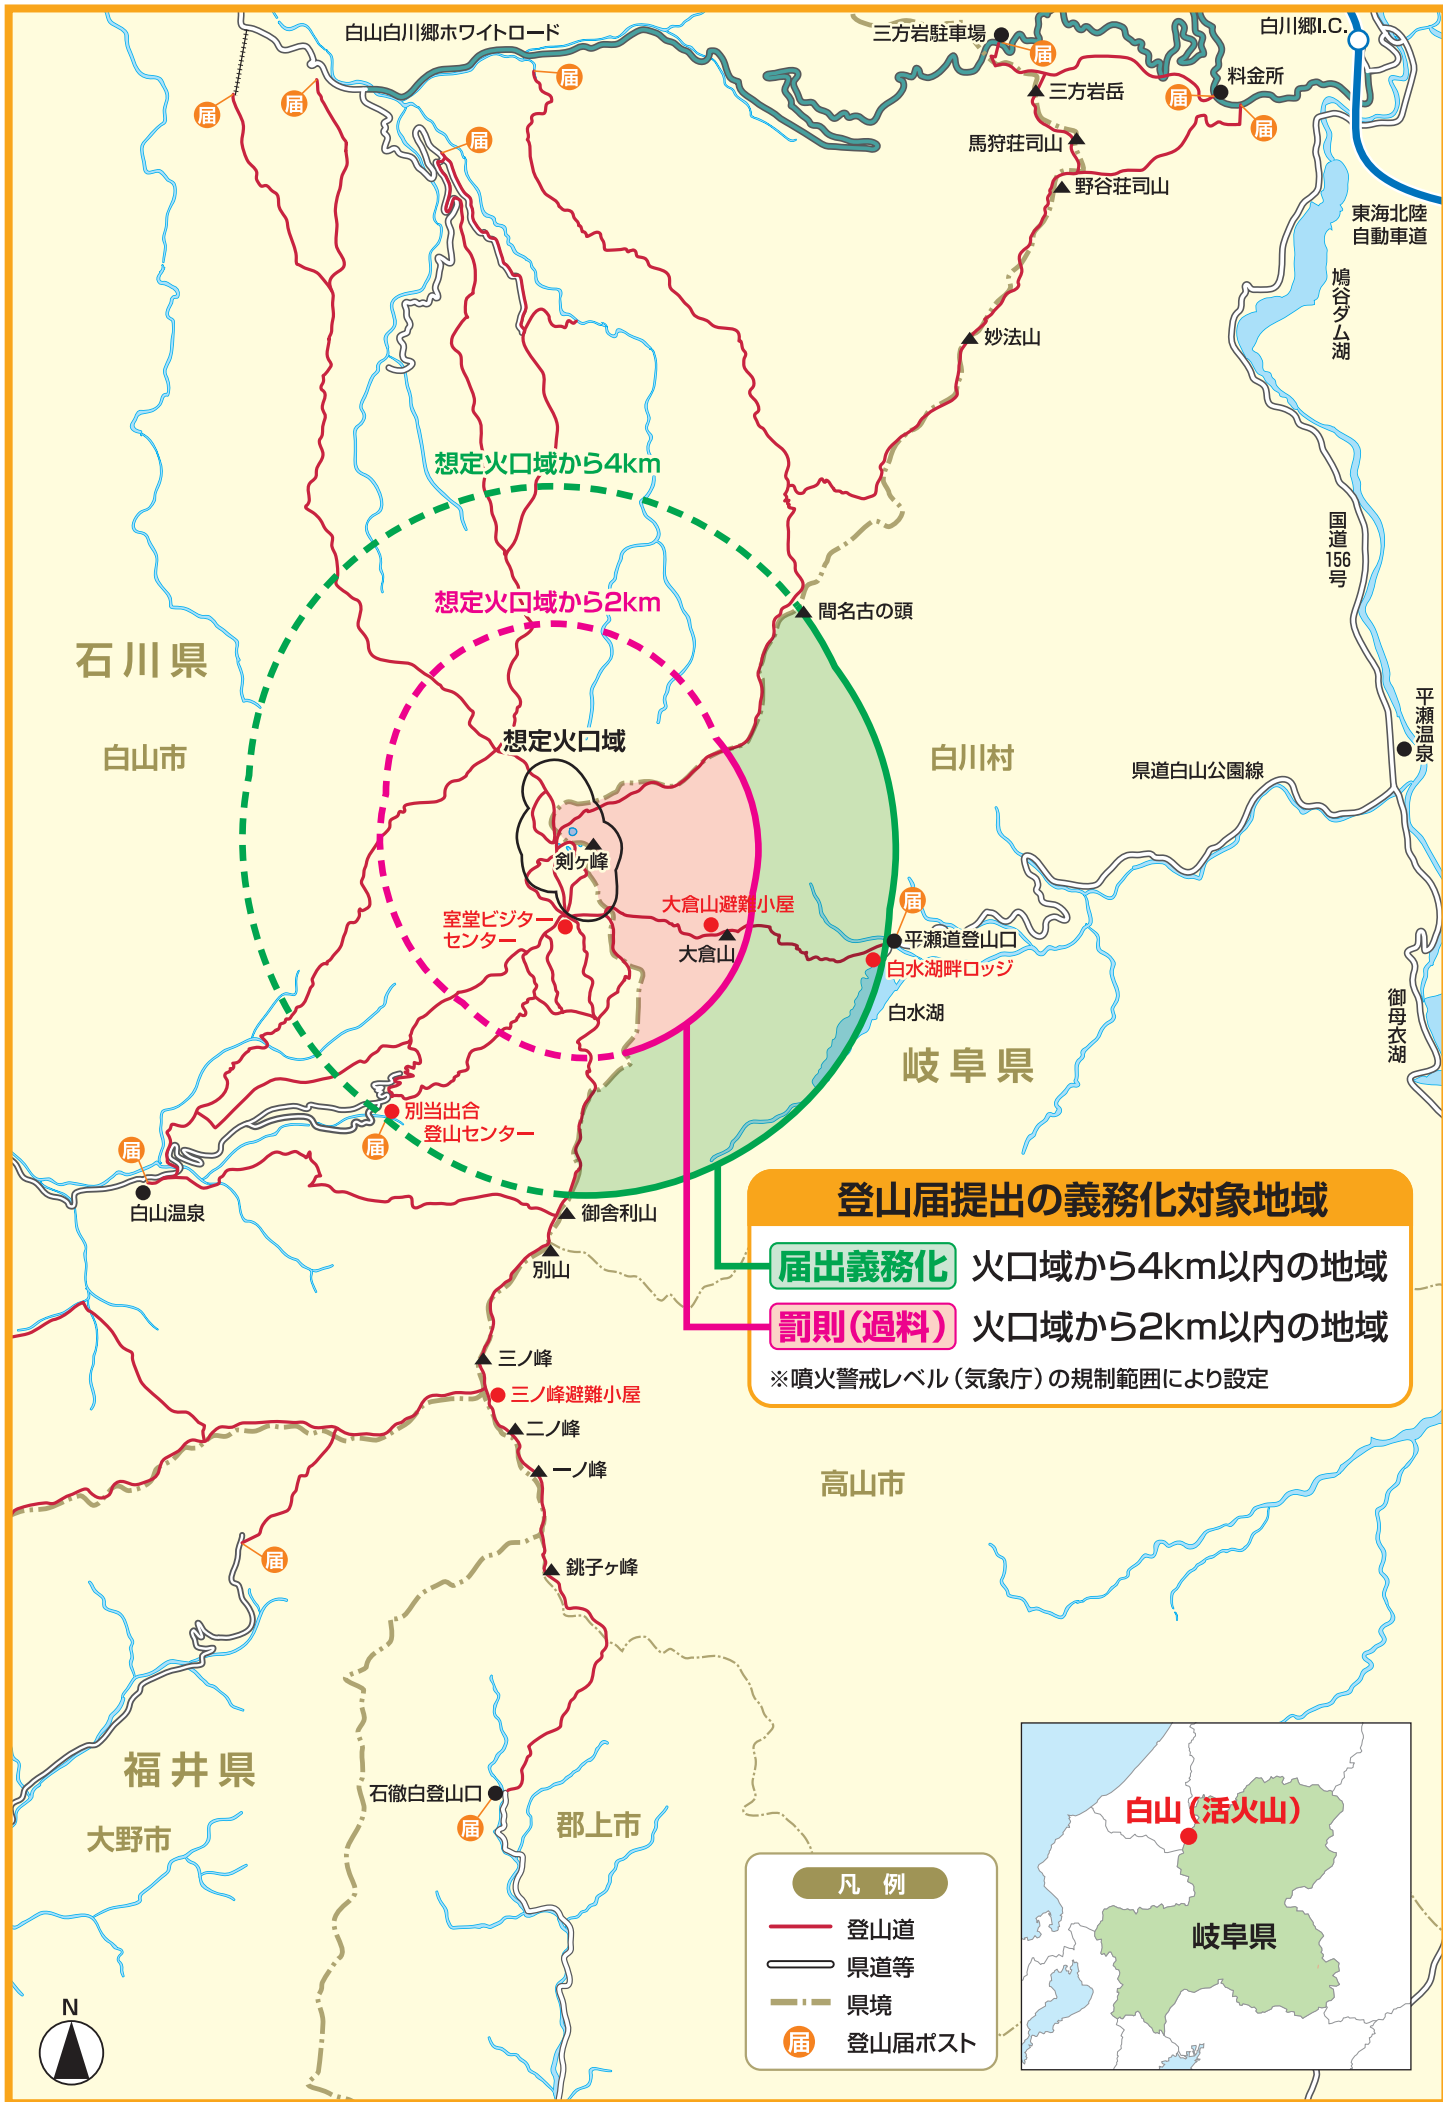 白山白川郷ホワイトロード
三方岩駐車場
届
白川郷I.C.
料金所
届
届
届
届
届
届
三方岩岳
馬狩荘司山
野谷荘司山
東海北陸
自動車道
鳩谷ダム湖
妙法山
想定火口域から4km
国道156号
想定火口域から2km
間名古の頭
石川県
白山市
想定火口域
白川村
平瀬温泉
県道白山公園線
剣ヶ峰
大倉山避難小屋
届
室堂ビジター
センター
大倉山
平瀬道登山口
白水湖畔ロッジ
白水湖
御母衣湖
岐阜県
別当出合
登山センター
届
届
白山温泉
御舎利山
別山
登山届提出の義務化対象地域
届出義務化 火口域から4km以内の地域
罰則(過料) 火口域から2km以内の地域
※噴火警戒レベル(気象庁)の規制範囲により設定
三ノ峰
三ノ峰避難小屋
二ノ峰
一ノ峰
高山市
届
銚子ヶ峰
福井県
大野市
石徹白登山口
届
郡上市
白山(活火山)
岐阜県
凡例
登山道
県道等
県境
届 登山届ポスト
N